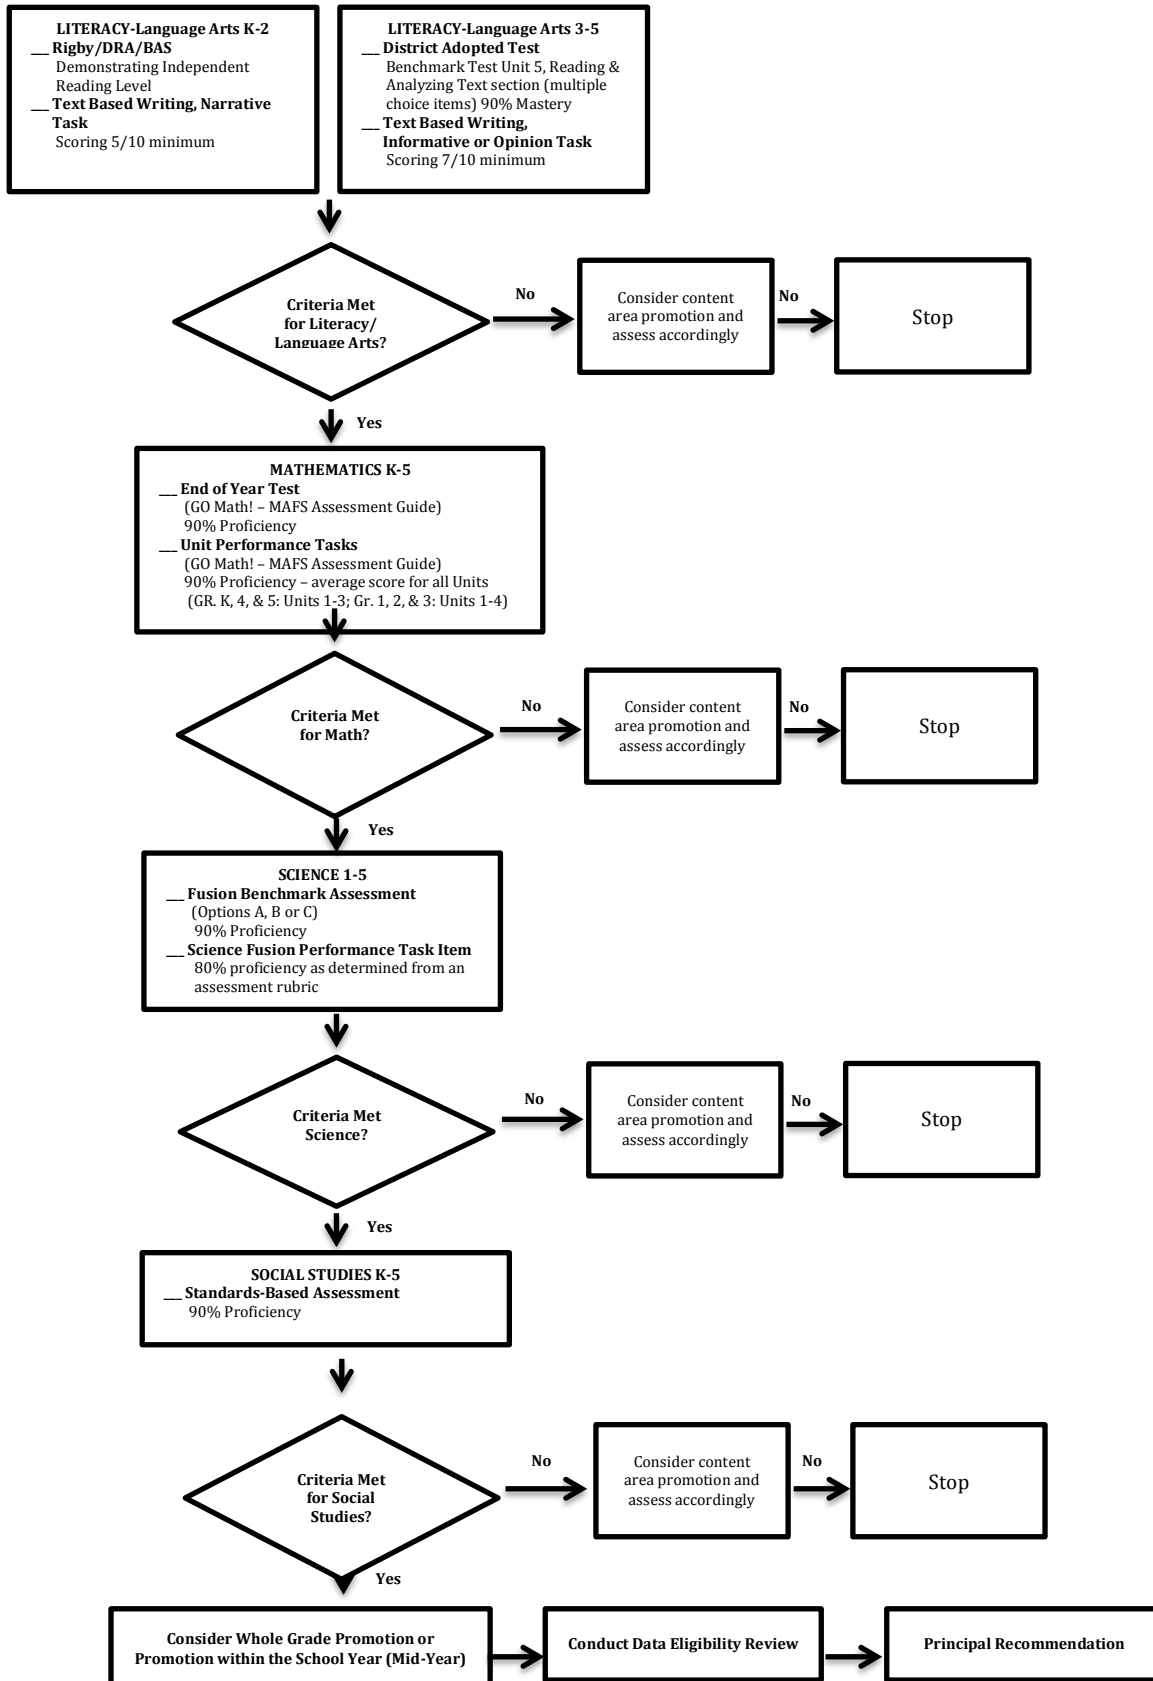 LITERACY-Language Arts K-2
___ Rigby/DRA/BAS
Demonstrating Independent
Reading Level
___ Text Based Writing, Narrative
Task
Scoring 5/10 minimum
LITERACY-Language Arts 3-5
___ District Adopted Test
Benchmark Test Unit 5, Reading &
Analyzing Text section (multiple
choice items) 90% Mastery
___ Text Based Writing,
Informative or Opinion Task
Scoring 7/10 minimum
Criteria Met
for Literacy/
Language Arts?
No
Consider content
area promotion and
assess accordingly
No
Stop
Yes
MATHEMATICS K-5
___ End of Year Test
(GO Math! – MAFS Assessment Guide)
90% Proficiency
___ Unit Performance Tasks
(GO Math! – MAFS Assessment Guide)
90% Proficiency – average score for all Units
(GR. K, 4, & 5: Units 1-3; Gr. 1, 2, & 3: Units 1-4)
Criteria Met
for Math?
No
Consider content
area promotion and
assess accordingly
No
Stop
Yes
SCIENCE 1-5
___ Fusion Benchmark Assessment
(Options A, B or C)
90% Proficiency
___ Science Fusion Performance Task Item
80% proficiency as determined from an
assessment rubric
Criteria Met
Science?
No
Consider content
area promotion and
assess accordingly
No
Stop
Yes
SOCIAL STUDIES K-5
___ Standards-Based Assessment
90% Proficiency
Criteria Met
for Social
Studies?
No
Consider content
area promotion and
assess accordingly
No
Stop
Yes
Consider Whole Grade Promotion or
Promotion within the School Year (Mid-Year)
Conduct Data Eligibility Review
Principal Recommendation